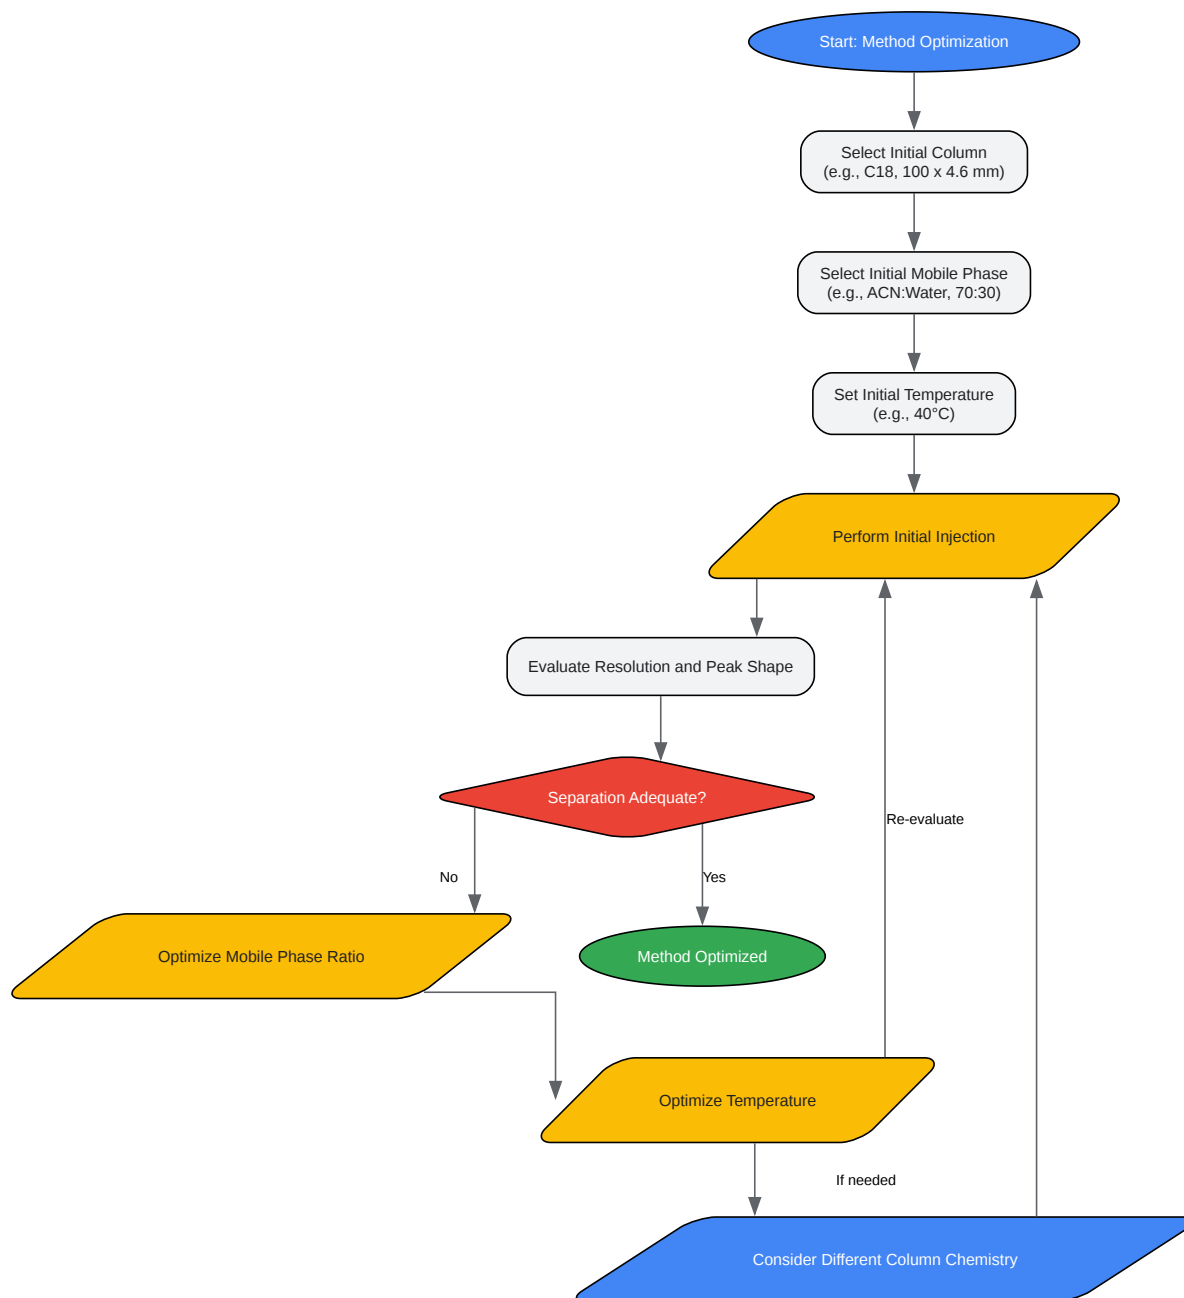 Start: Method Optimization
Select Initial Column
(e.g., C18, 100 x 4.6 mm)
Select Initial Mobile Phase
(e.g., ACN:Water, 70:30)
Set Initial Temperature
(e.g., 40°C)
Perform Initial Injection
Evaluate Resolution and Peak Shape
Separation Adequate?
Re-evaluate
No
Yes
Optimize Mobile Phase Ratio
Method Optimized
Optimize Temperature
If needed
Consider Different Column Chemistry